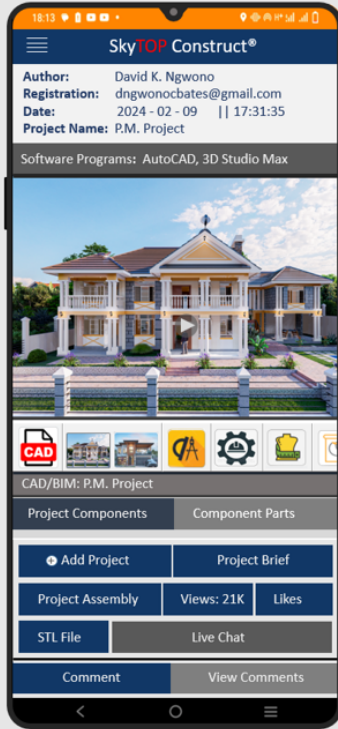 18:13
SkyTOP Construct®
Author: David K. Ngwono
Registration: dngwonocbates@gmail.com
Date: 2024 - 02 - 09 || 17:31:35
Project Name: P.M. Project
Software Programs: AutoCAD, 3D Studio Max
CAD
CAD/BIM: P.M. Project
Project Components Component Parts
Add Project Project Brief
Project Assembly Views: 21K Likes
STL File Live Chat
Comment View Comments